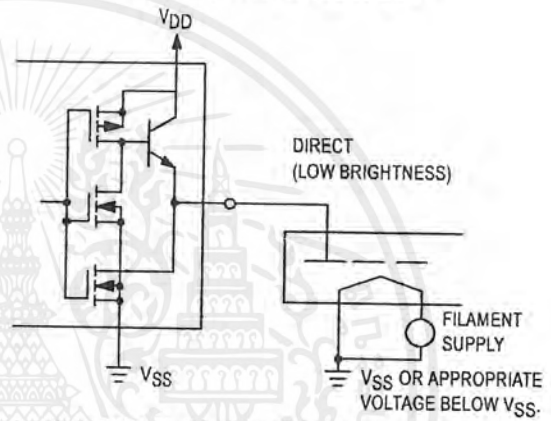 VDD
DIRECT
(LOW BRIGHTNESS)
FILAMENT
SUPPLY
VSS
VSS OR APPROPRIATE
VOLTAGE BELOW VSS.